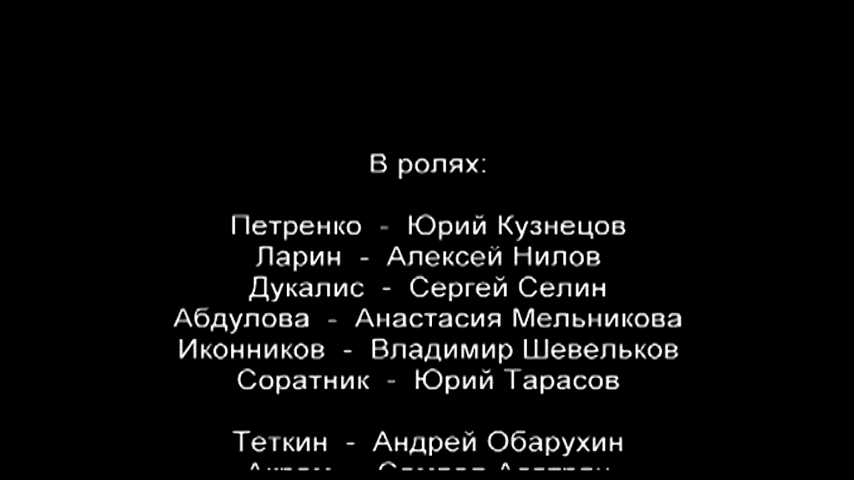 В ролях:
Петренко - Юрий Кузнецов
Ларин - Алексей Нилов
Дукалис - Сергей Селин
Абдулова - Анастасия Мельникова
Иконников - Владимир Шевельков
Соратник - Юрий Тарасов
Теткин - Андрей Обарухин